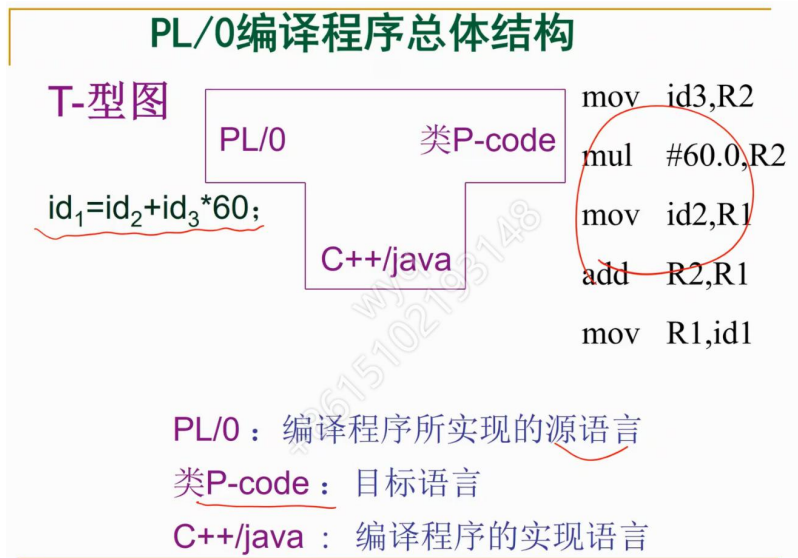 PL/0编译程序总体结构
T-型图
PL/0 类P-code
id₁=id₂+id₃*60;
C++/java
mov id3,R2
mul #60.0,R2
mov id2,R1
add R2,R1
mov R1,id1
PL/0：编译程序所实现的源语言
类P-code：目标语言
C++/java ：编译程序的实现语言
+8615102193148